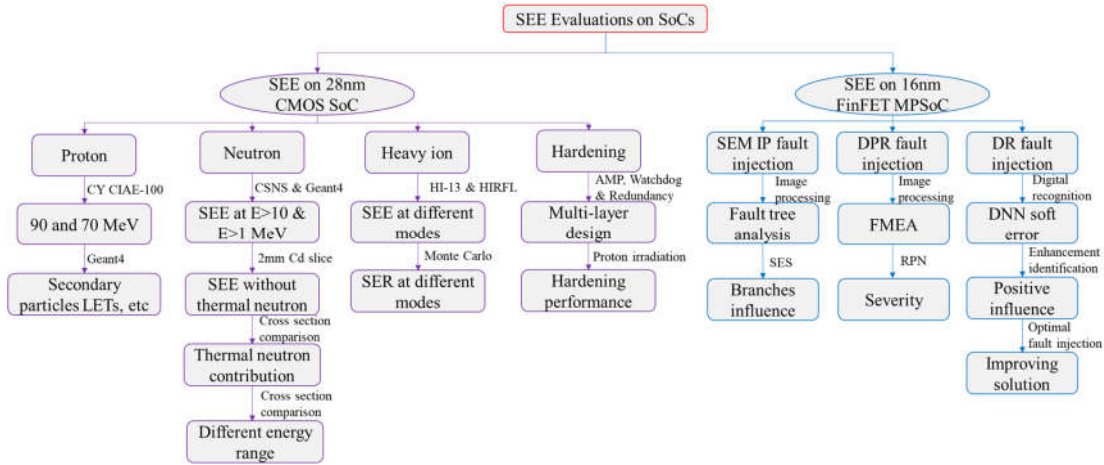 SEE Evaluations on SoCs
SEE on 28nm
CMOS SoC
SEE on 16nm
FinFET MPSoC
Proton
Neutron
Heavy ion
Hardening
SEM IP fault
injection
DPR fault
injection
DR fault
injection
CY CIAE-100
CSNS & Geant4
HI-13 & HIRFL
AMP, Watchdog
& Redundancy
Image
processing
Image
processing
Digital
recognition
90 and 70 MeV
SEE at E>10 &
E>1 MeV
SEE at different
modes
Multi-layer
design
Fault tree
analysis
FMEA
DNN soft
error
Geant4
2mm Cd slice
Monte Carlo
Proton irradiation
SES
RPN
Enhancement
identification
Secondary
particles LETs, etc
SEE without
thermal neutron
SER at different
modes
Hardening
performance
Branches
influence
Severity
Positive
influence
Cross section
comparison
Optimal
fault injection
Thermal neutron
contribution
Improving
solution
Cross section
comparison
Different energy
range